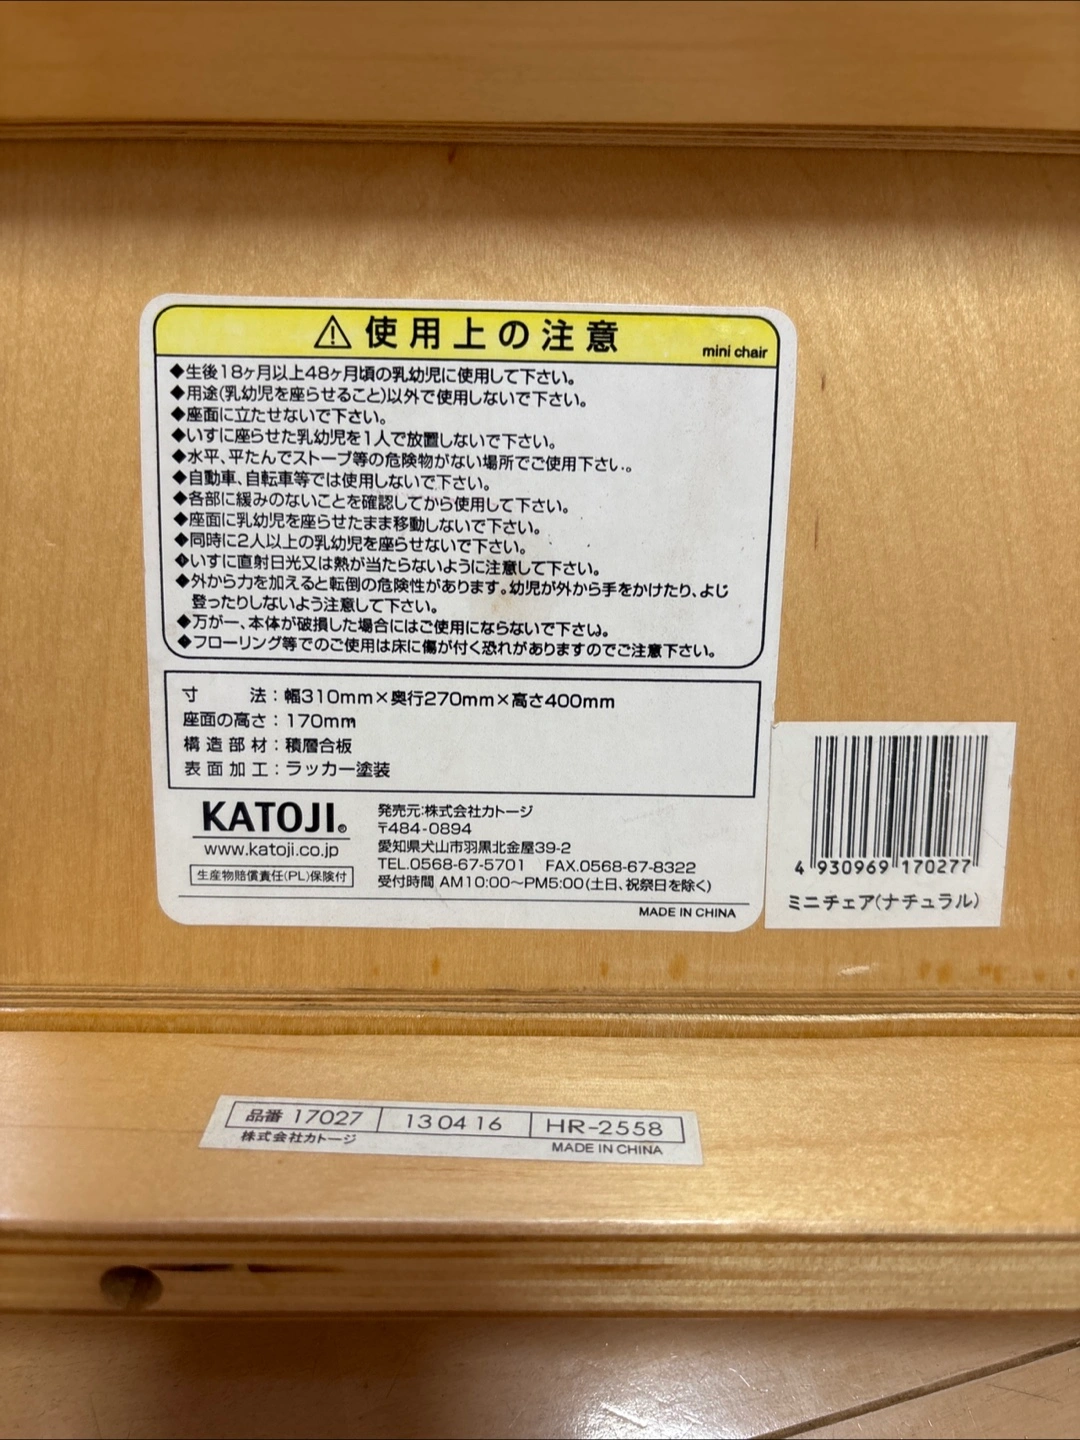 ⚠使用上の注意
mini chair
◆生後18ヶ月以上48ヶ月頃の乳幼児に使用して下さい。
◆用途(乳幼児を座らせること)以外で使用しないで下さい。
◆座面に立たせないで下さい。
◆いすに座らせた乳幼児を1人で放置しないで下さい。
◆水平、平たんでストーブ等の危険物がない場所でご使用下さい。
◆自動車、自転車等では使用しないで下さい。
◆各部に緩みのないことを確認してから使用して下さい。
◆座面に乳幼児を座らせたまま移動しないで下さい。
◆同時に2人以上の乳幼児を座らせないで下さい。
◆いすに直射日光又は熱が当たらないように注意して下さい。
◆外から力を加えると転倒の危険性があります。幼児が外から手をかけたり、よじ
登ったりしないよう注意して下さい。
◆万が一、本体が破損した場合にはご使用にならないで下さい。
◆フローリング等でのご使用は床に傷が付く恐れがありますのでご注意下さい。
寸法：幅310mm×奥行270mm×高さ400mm
座面の高さ：170mm
構造部材：積層合板
表面加工：ラッカー塗装
KATOJI®
www.katoji.co.jp
生産物賠償責任(PL)保険付
発売元:株式会社カトージ
〒484-0894
愛知県犬山市羽黒北金屋39-2
TEL.0568-67-5701 FAX.0568-67-8322
受付時間 AM10:00〜PM5:00(土日、祝祭日を除く)
MADE IN CHINA
4 930969 170277
ミニチェア(ナチュラル)
品番 17027 130416 HR-2558
株式会社カトージ MADE IN CHINA